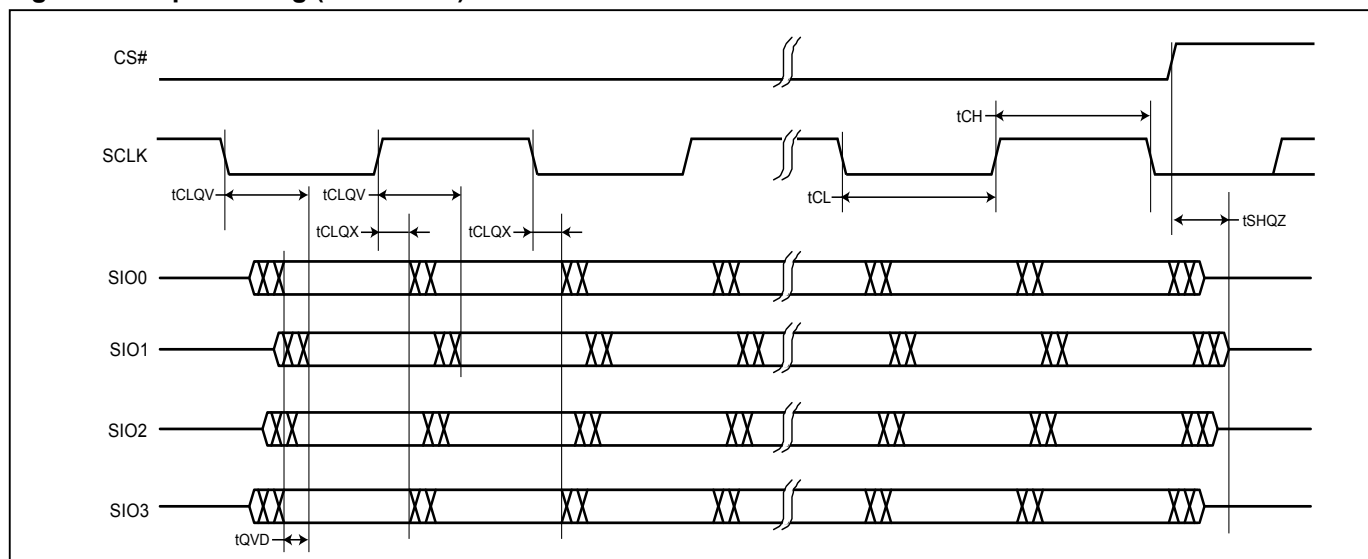 CS#
tCH
SCLK
tCLQV
tCLQV
tCL
tSHQZ
tCLQX
tCLQX
SIO0
SIO1
SIO2
SIO3
tQVD